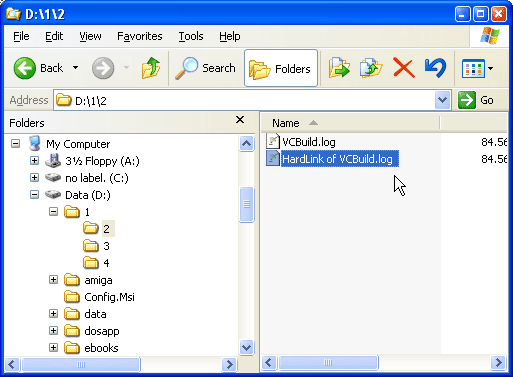 D:\1\2
File Edit View Favorites Tools Help
Back Search Folders
Address D:\1\2 Go
Folders
My Computer
3½ Floppy (A:)
no label. (C:)
Data (D:)
1
2
3
4
amiga
Config.Msi
data
dosapp
ebooks
Name
VCBuild.log 84.56
HardLink of VCBuild.log 84.56